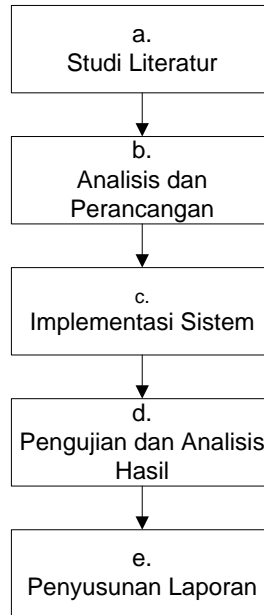 a.
Studi Literatur
b.
Analisis dan
Perancangan
c.
Implementasi Sistem
d.
Pengujian dan Analisis
Hasil
e.
Penyusunan Laporan